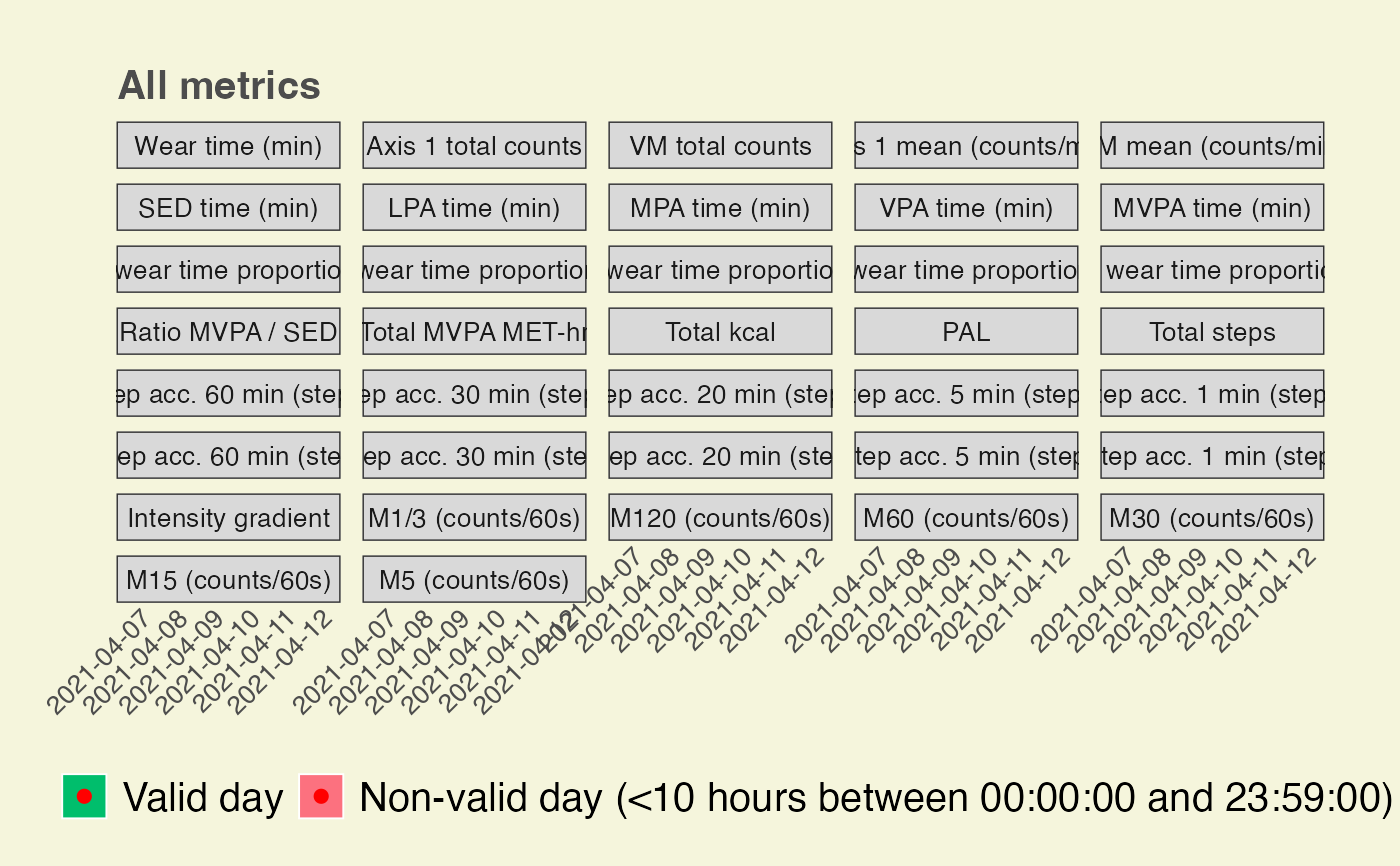 All metrics
Wear time (min)
Axis 1 total counts
VM total counts
s 1 mean (counts/m
M mean (counts/mi
SED time (min)
LPA time (min)
MPA time (min)
VPA time (min)
MVPA time (min)
wear time proportio
wear time proportion
wear time proportio
wear time proportio
wear time proportio
Ratio MVPA / SED
Total MVPA MET-hr
Total kcal
PAL
Total steps
ep acc. 60 min (step
ep acc. 30 min (step
ep acc. 20 min (step
tep acc. 5 min (step
tep acc. 1 min (step
ep acc. 60 min (ste
ep acc. 30 min (ste
ep acc. 20 min (ste
tep acc. 5 min (step
tep acc. 1 min (step
Intensity gradient
M1/3 (counts/60s)
M120 (counts/60s)
M60 (counts/60s)
M30 (counts/60s)
M15 (counts/60s)
M5 (counts/60s)
2021-04-07
2021-04-08
2021-04-09
2021-04-10
2021-04-11
2021-04-12
2021-04-07
2021-04-08
2021-04-09
2021-04-10
2021-04-11
2021-04-12
2021-04-07
2021-04-08
2021-04-09
2021-04-10
2021-04-11
2021-04-12
2021-04-07
2021-04-08
2021-04-09
2021-04-10
2021-04-11
2021-04-12
2021-04-07
2021-04-08
2021-04-09
2021-04-10
2021-04-11
2021-04-12
Valid day
Non-valid day (<10 hours between 00:00:00 and 23:59:00)